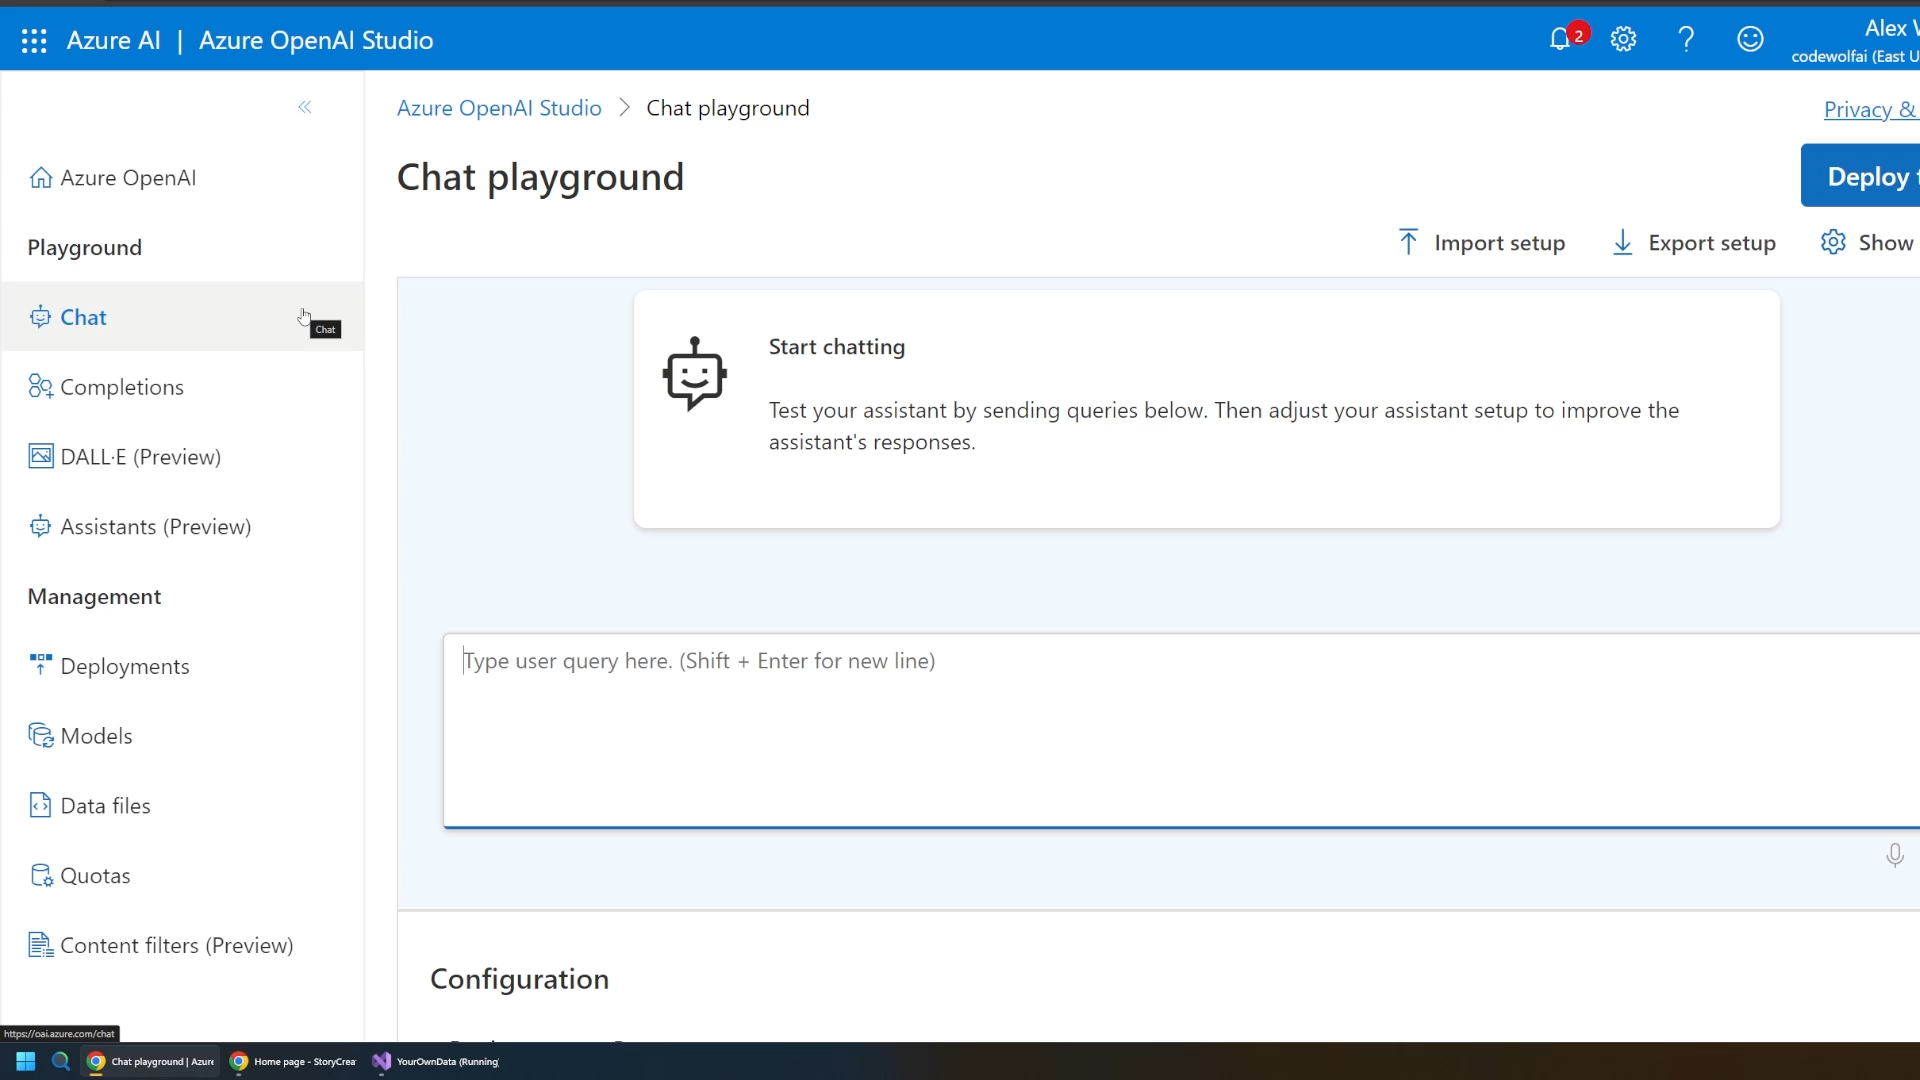 Azure AI | Azure OpenAI Studio
2
Alex
codewolfai (East U
Azure OpenAI Studio > Chat playground
Privacy &
Azure OpenAI
Chat playground
Deploy
Playground
Import setup
Export setup
Show
Chat
Chat
Start chatting
Test your assistant by sending queries below. Then adjust your assistant setup to improve the
assistant's responses.
Completions
DALL·E (Preview)
Assistants (Preview)
Management
Type user query here. (Shift + Enter for new line)
Deployments
Models
Data files
Quotas
Content filters (Preview)
Configuration
https://oai.azure.com/chat
Chat playground | Azure
Home page - StoryCrea
YourOwnData (Running)